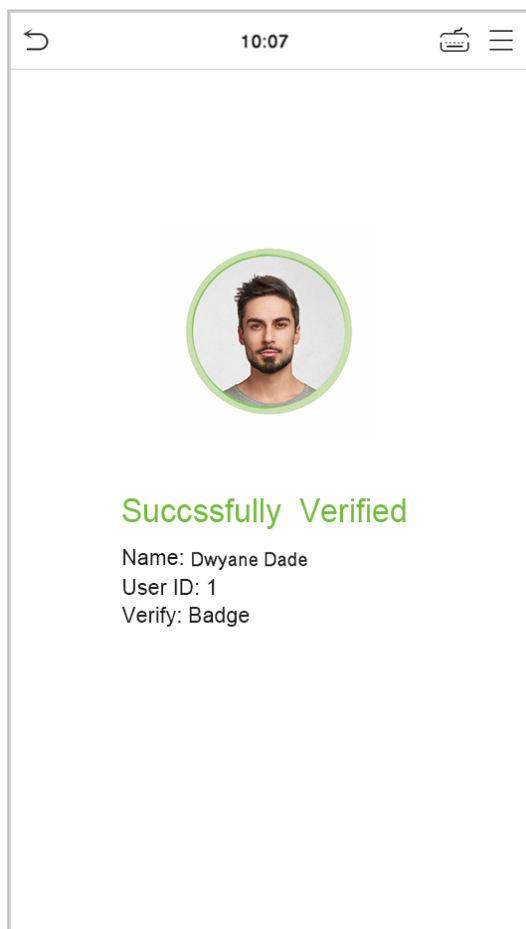 10:07
Succssfully Verified
Name: Dwyane Dade
User ID: 1
Verify: Badge